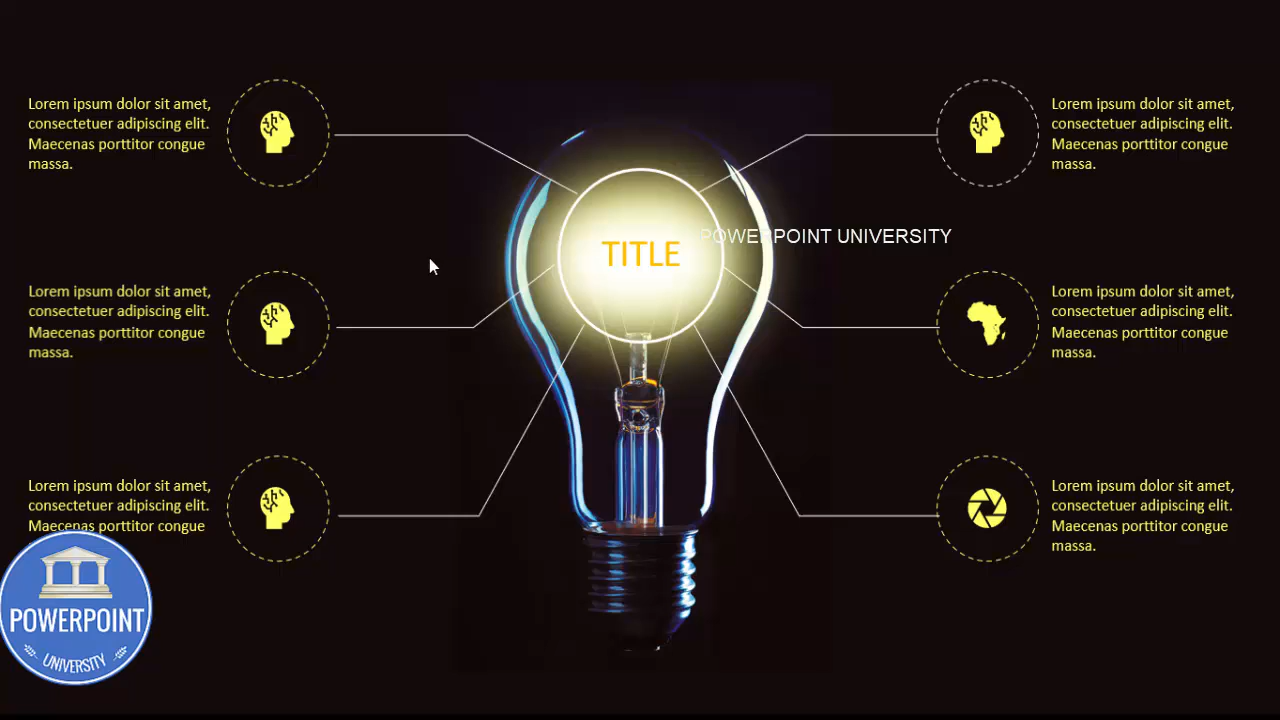 Lorem ipsum dolor sit amet,
consectetuer adipiscing elit.
Maecenas porttitor congue
massa.
Lorem ipsum dolor sit amet,
consectetuer adipiscing elit.
Maecenas porttitor congue
massa.
Lorem ipsum dolor sit amet,
consectetuer adipiscing elit.
Maecenas porttitor congue
TITLE
POWERPOINT UNIVERSITY
Lorem ipsum dolor sit amet,
consectetuer adipiscing elit.
Maecenas porttitor congue
massa.
Lorem ipsum dolor sit amet,
consectetuer adipiscing elit.
Maecenas porttitor congue
massa.
Lorem ipsum dolor sit amet,
consectetuer adipiscing elit.
Maecenas porttitor congue
massa.
POWERPOINT
UNIVERSITY